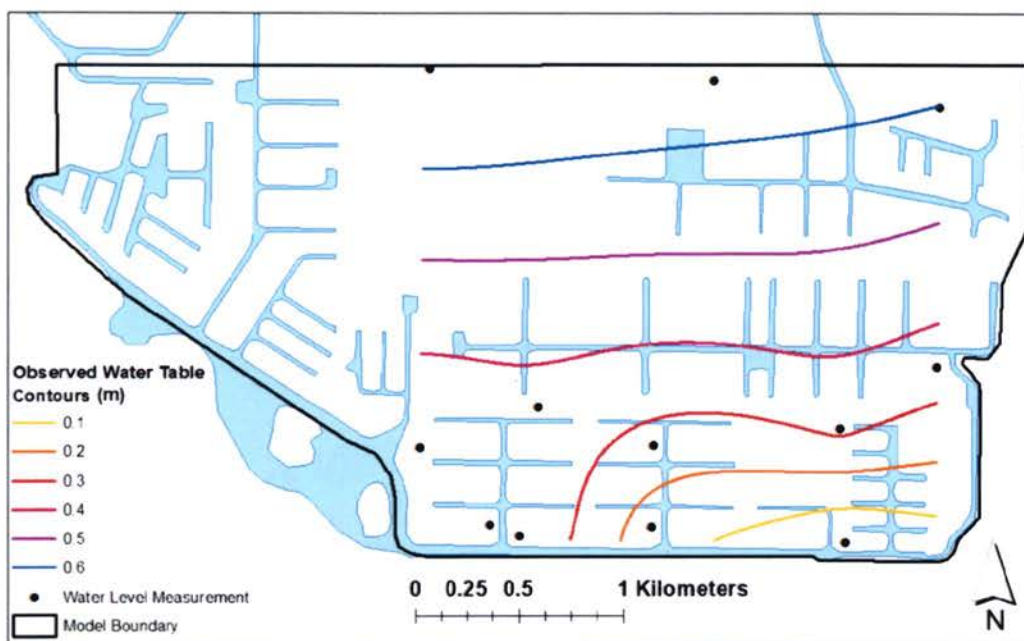 Observed Water Table
Contours (m)
0.1
0.2
0.3
0.4
0.5
0.6
Water Level Measurement
Model Boundary
0 0.25 0.5 1 Kilometers
N